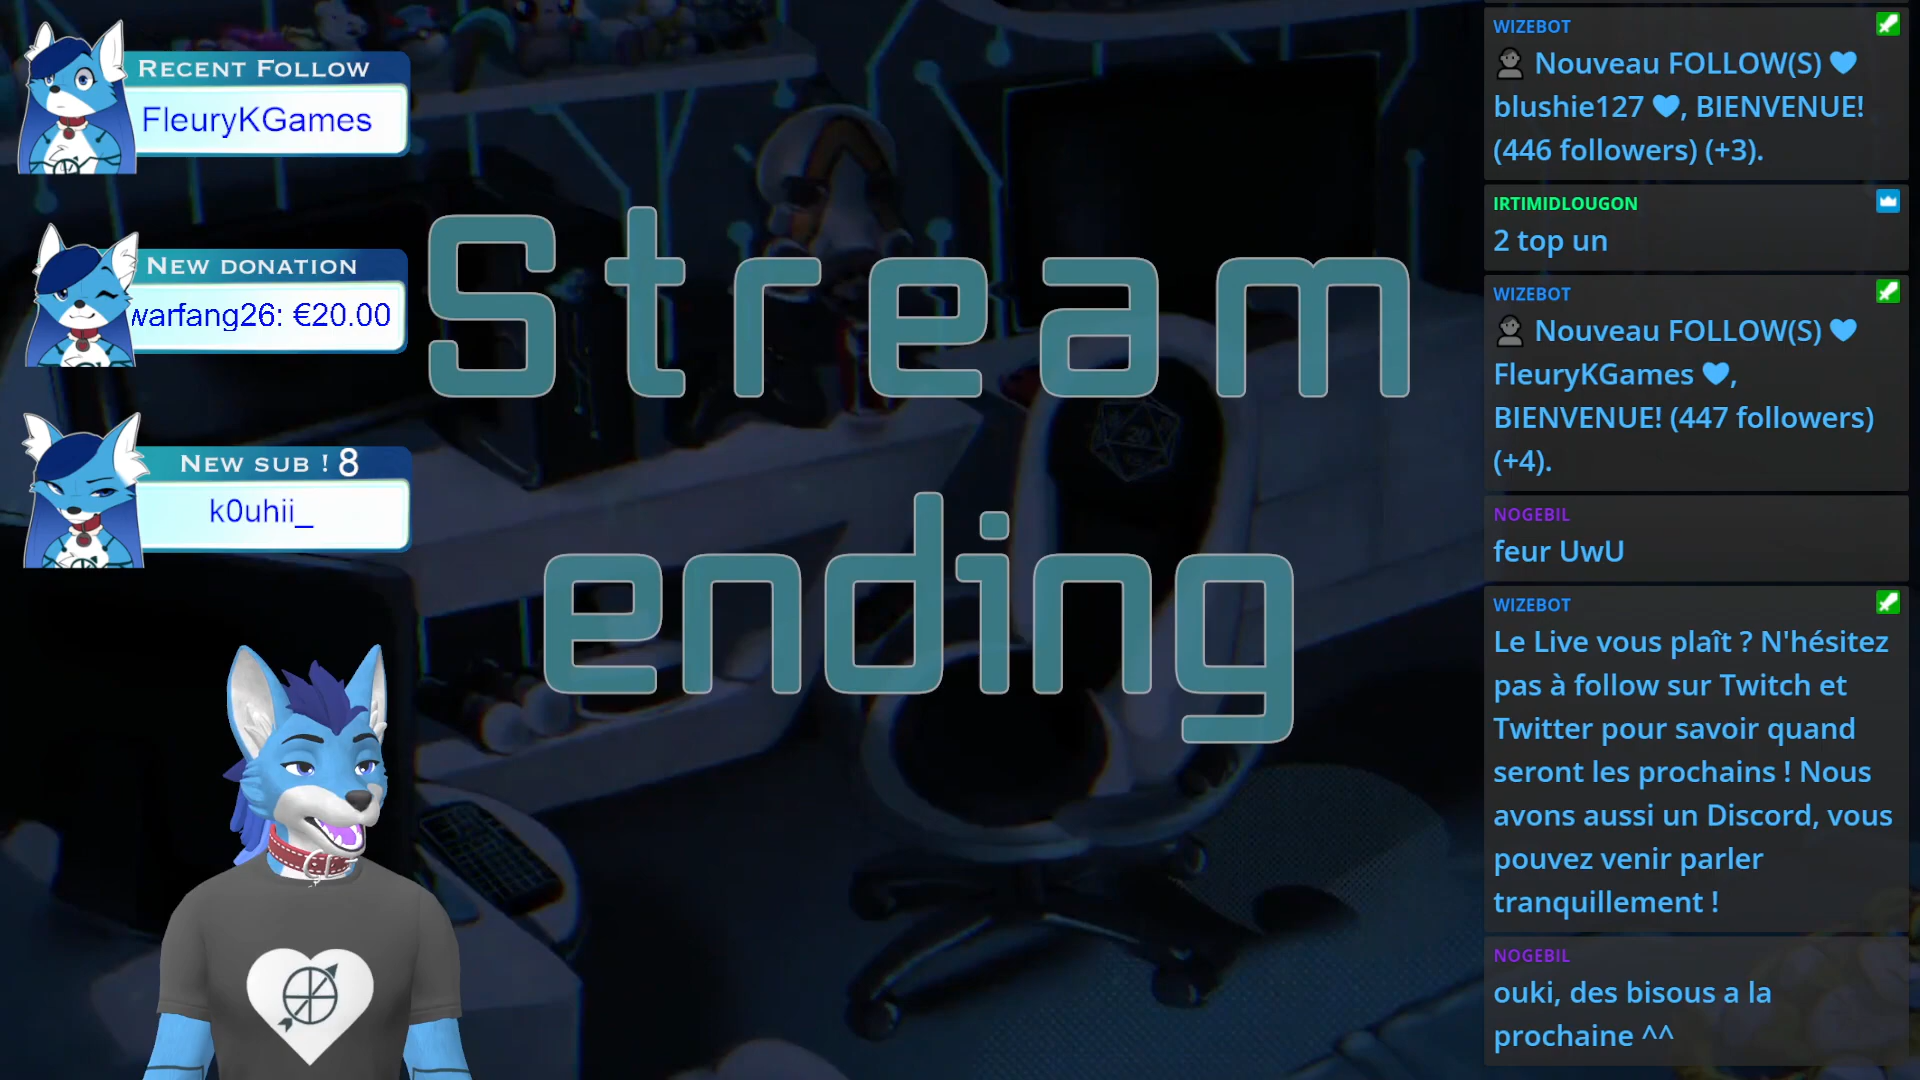 RECENT FOLLOW
FleuryKGames
NEW DONATION
warfang26: €20.00
NEW SUB ! 8
k0uhii_
Stream
ending
20
WIZEBOT
Nouveau FOLLOW(S)
blushie127 , BIENVENUE!
(446 followers) (+3).
IRTIMIDLOUGON
2 top un
WIZEBOT
Nouveau FOLLOW(S)
FleuryKGames ,
BIENVENUE! (447 followers)
(+4).
NOGEBIL
feur UwU
WIZEBOT
Le Live vous plaît ? N'hésitez
pas à follow sur Twitch et
Twitter pour savoir quand
seront les prochains ! Nous
avons aussi un Discord, vous
pouvez venir parler
tranquillement !
NOGEBIL
ouki, des bisous a la
prochaine ^^